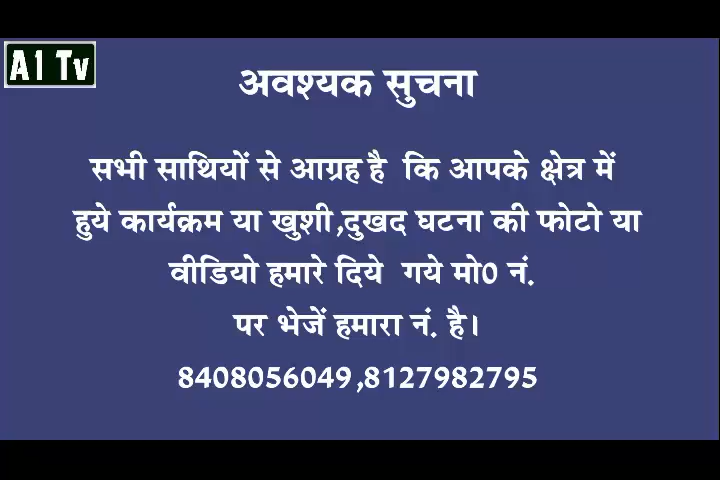 A1 Tv
अवश्यक सुचना
सभी साथियों से आग्रह है कि आपके क्षेत्र में
हुये कार्यक्रम या खुशी,दुखद घटना की फोटो या
वीडियो हमारे दिये गये मो0 नं.
पर भेजें हमारा नं. है।
8408056049,8127982795